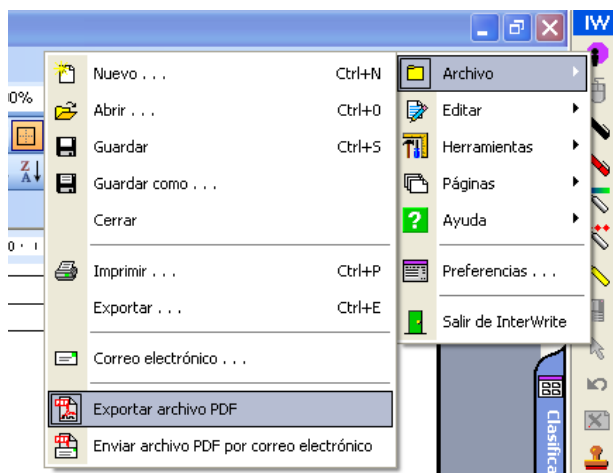 IW
Nuevo . . . Ctrl+N
Abrir . . . Ctrl+O
Guardar Ctrl+S
Guardar como . . .
Cerrar
Imprimir . . . Ctrl+P
Exportar . . . Ctrl+E
Correo electrónico . . .
Exportar archivo PDF
Enviar archivo PDF por correo electrónico
Archivo
Editar
Herramientas
Páginas
Ayuda
Preferencias . . .
Salir de InterWrite
0%
Z
A
0
Clasifica